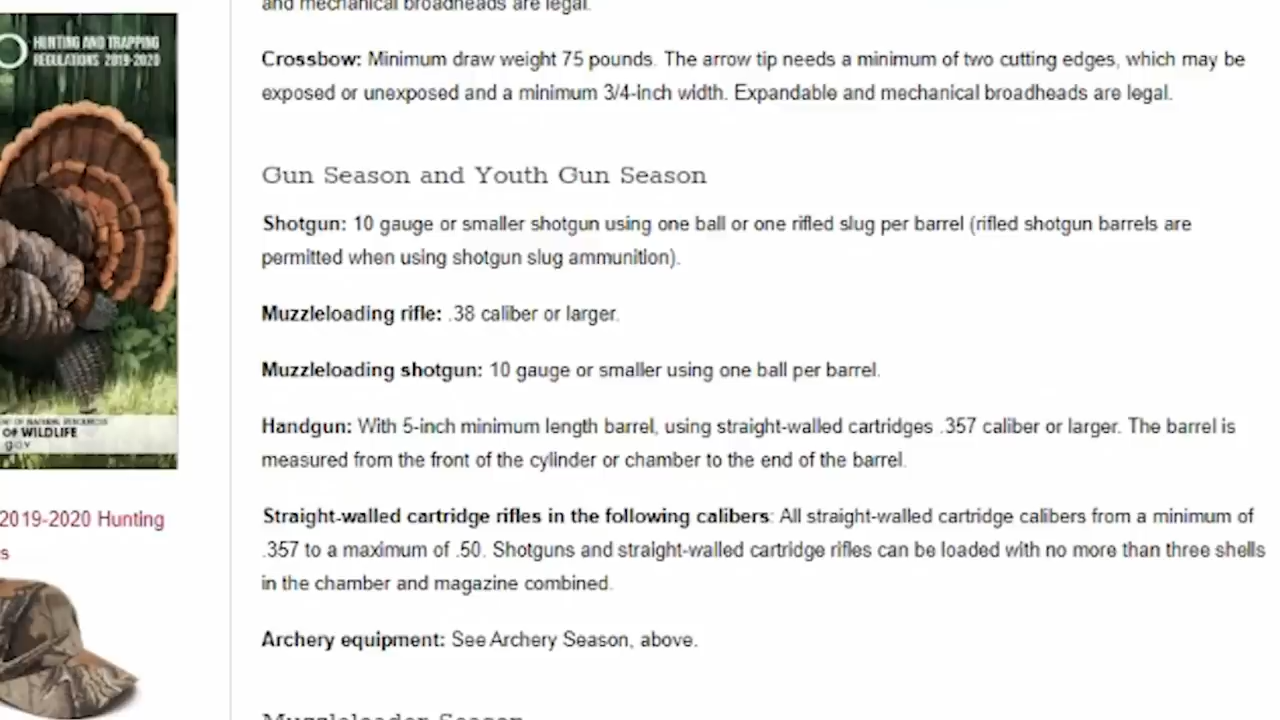 and mechanical broadheads are legal.
HUNTING AND TRAPPING
REGULATIONS 2019-2020
Crossbow: Minimum draw weight 75 pounds. The arrow tip needs a minimum of two cutting edges, which may be
exposed or unexposed and a minimum 3/4-inch width. Expandable and mechanical broadheads are legal.
Gun Season and Youth Gun Season
Shotgun: 10 gauge or smaller shotgun using one ball or one rifled slug per barrel (rifled shotgun barrels are
permitted when using shotgun slug ammunition).
Muzzleloading rifle: .38 caliber or larger.
Muzzleloading shotgun: 10 gauge or smaller using one ball per barrel.
Handgun: With 5-inch minimum length barrel, using straight-walled cartridges .357 caliber or larger. The barrel is
measured from the front of the cylinder or chamber to the end of the barrel.
OF WILDLIFE
gov
Straight-walled cartridge rifles in the following calibers: All straight-walled cartridge calibers from a minimum of
.357 to a maximum of .50. Shotguns and straight-walled cartridge rifles can be loaded with no more than three shells
in the chamber and magazine combined.
2019-2020 Hunting
s
Archery equipment: See Archery Season, above.
Muzzleloader Season